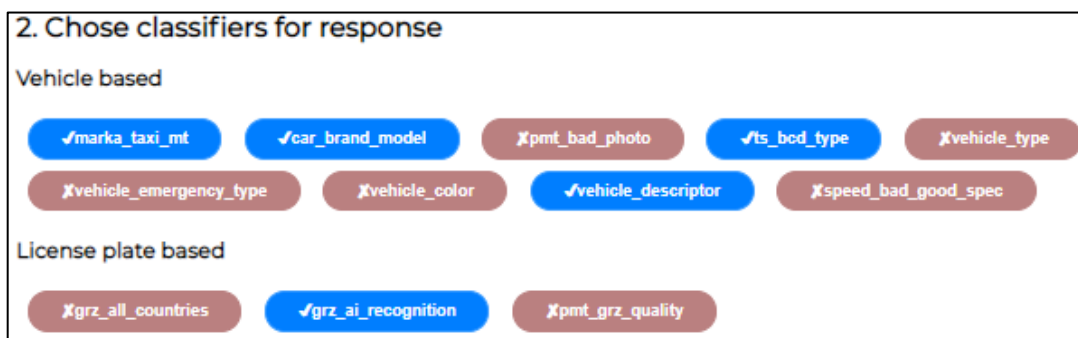 2. Chose classifiers for response
Vehicle based
✓marka_taxi_mt ✓car_brand_model ✘pmt_bad_photo ✓ts_bcd_type ✘vehicle_type
✘vehicle_emergency_type ✘vehicle_color ✓vehicle_descriptor ✘speed_bad_good_spec
License plate based
✘grz_all_countries ✓grz_ai_recognition ✘pmt_grz_quality